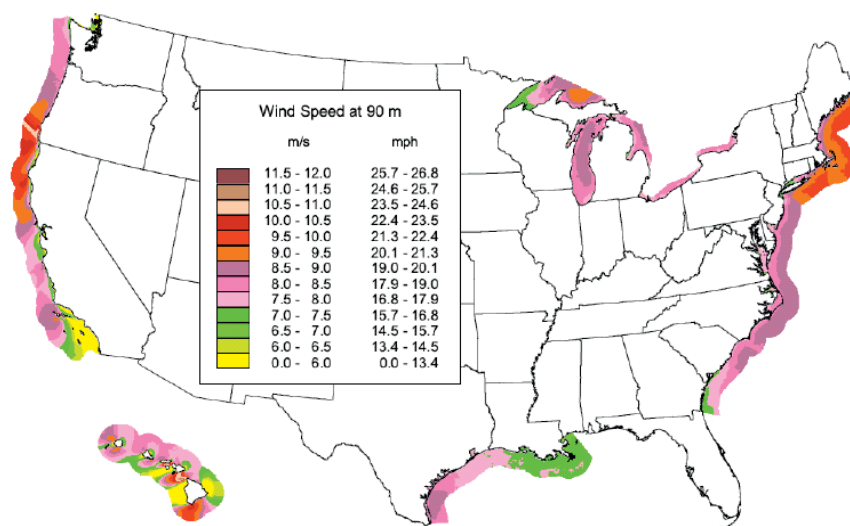 Wind Speed at 90 m
m/s mph
11.5 - 12.0 25.7 - 26.8
11.0 - 11.5 24.6 - 25.7
10.5 - 11.0 23.5 - 24.6
10.0 - 10.5 22.4 - 23.5
9.5 - 10.0 21.3 - 22.4
9.0 - 9.5 20.1 - 21.3
8.5 - 9.0 19.0 - 20.1
8.0 - 8.5 17.9 - 19.0
7.5 - 8.0 16.8 - 17.9
7.0 - 7.5 15.7 - 16.8
6.5 - 7.0 14.5 - 15.7
6.0 - 6.5 13.4 - 14.5
0.0 - 6.0 0.0 - 13.4